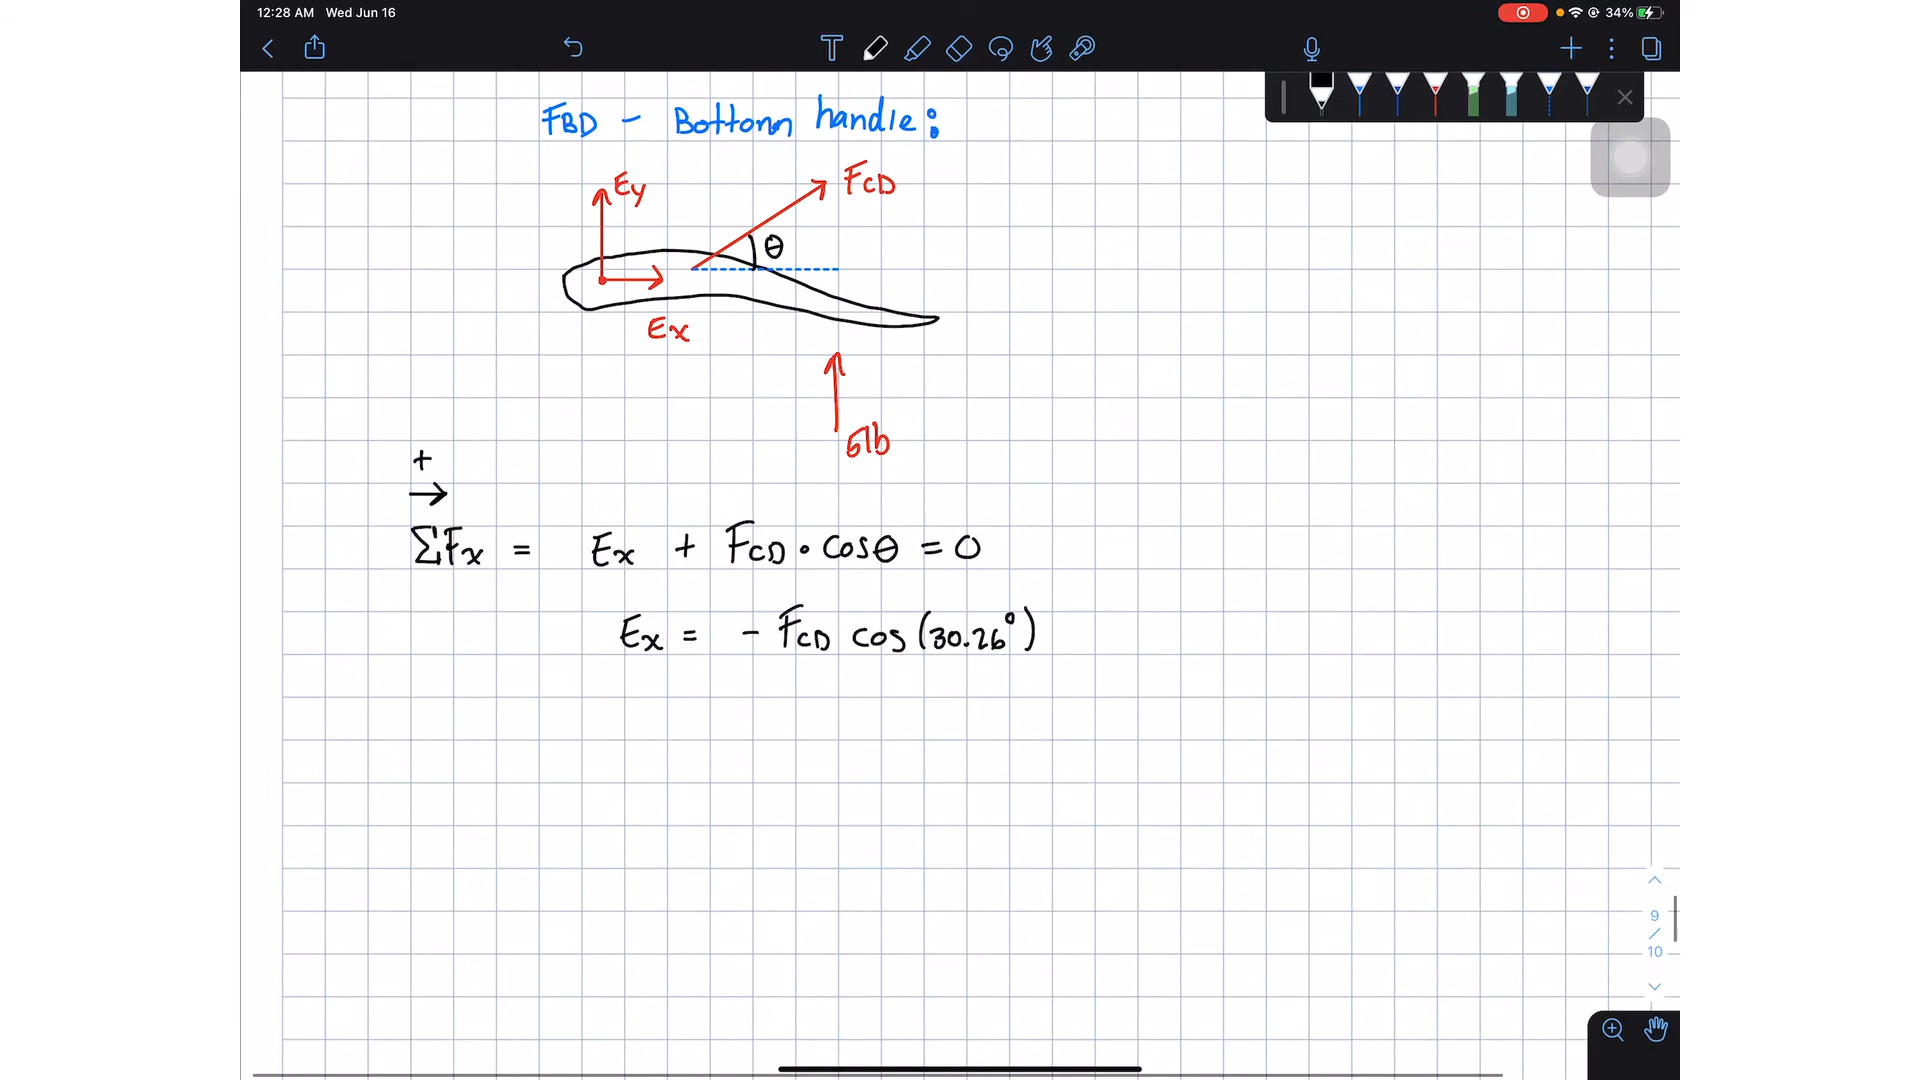 12:28 AM Wed Jun 16
34%
FBD - Bottom handle:
Ey
FCD
θ
Ex
5lb
+
→
ΣFx = Ex + FCD · cosθ = 0
Ex = - FCD cos(30.26°)
9
/
10